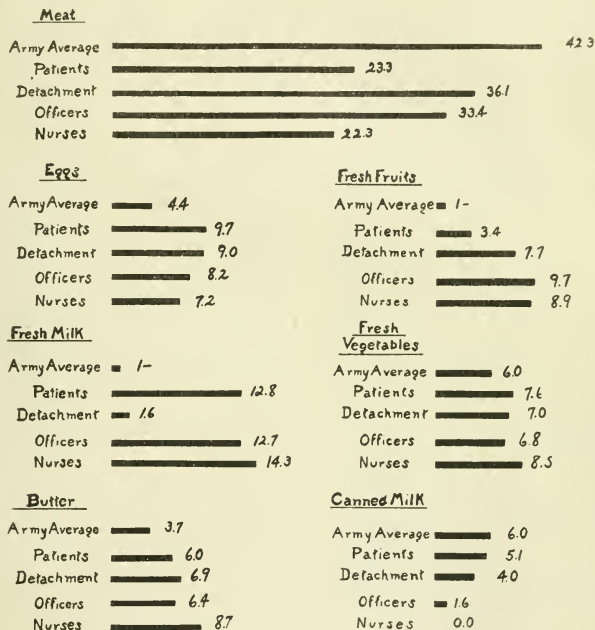 Meat
Army Average 42.3
Patients 23.3
Detachment 36.1
Officers 33.4
Nurses 22.3
Eggs
Army Average 4.4
Patients 9.7
Detachment 9.0
Officers 8.2
Nurses 7.2
Fresh Fruits
Army Average 1-
Patients 3.4
Detachment 7.7
Officers 9.7
Nurses 8.9
Fresh Milk
Army Average 1-
Patients 12.8
Detachment 1.6
Officers 12.7
Nurses 14.3
Fresh
Vegetables
Army Average 6.0
Patients 7.6
Detachment 7.0
Officers 6.8
Nurses 8.5
Butter
Army Average 3.7
Patients 6.0
Detachment 6.9
Officers 6.4
Nurses 8.7
Canned Milk
Army Average 6.0
Patients 5.1
Detachment 4.0
Officers 1.6
Nurses 0.0